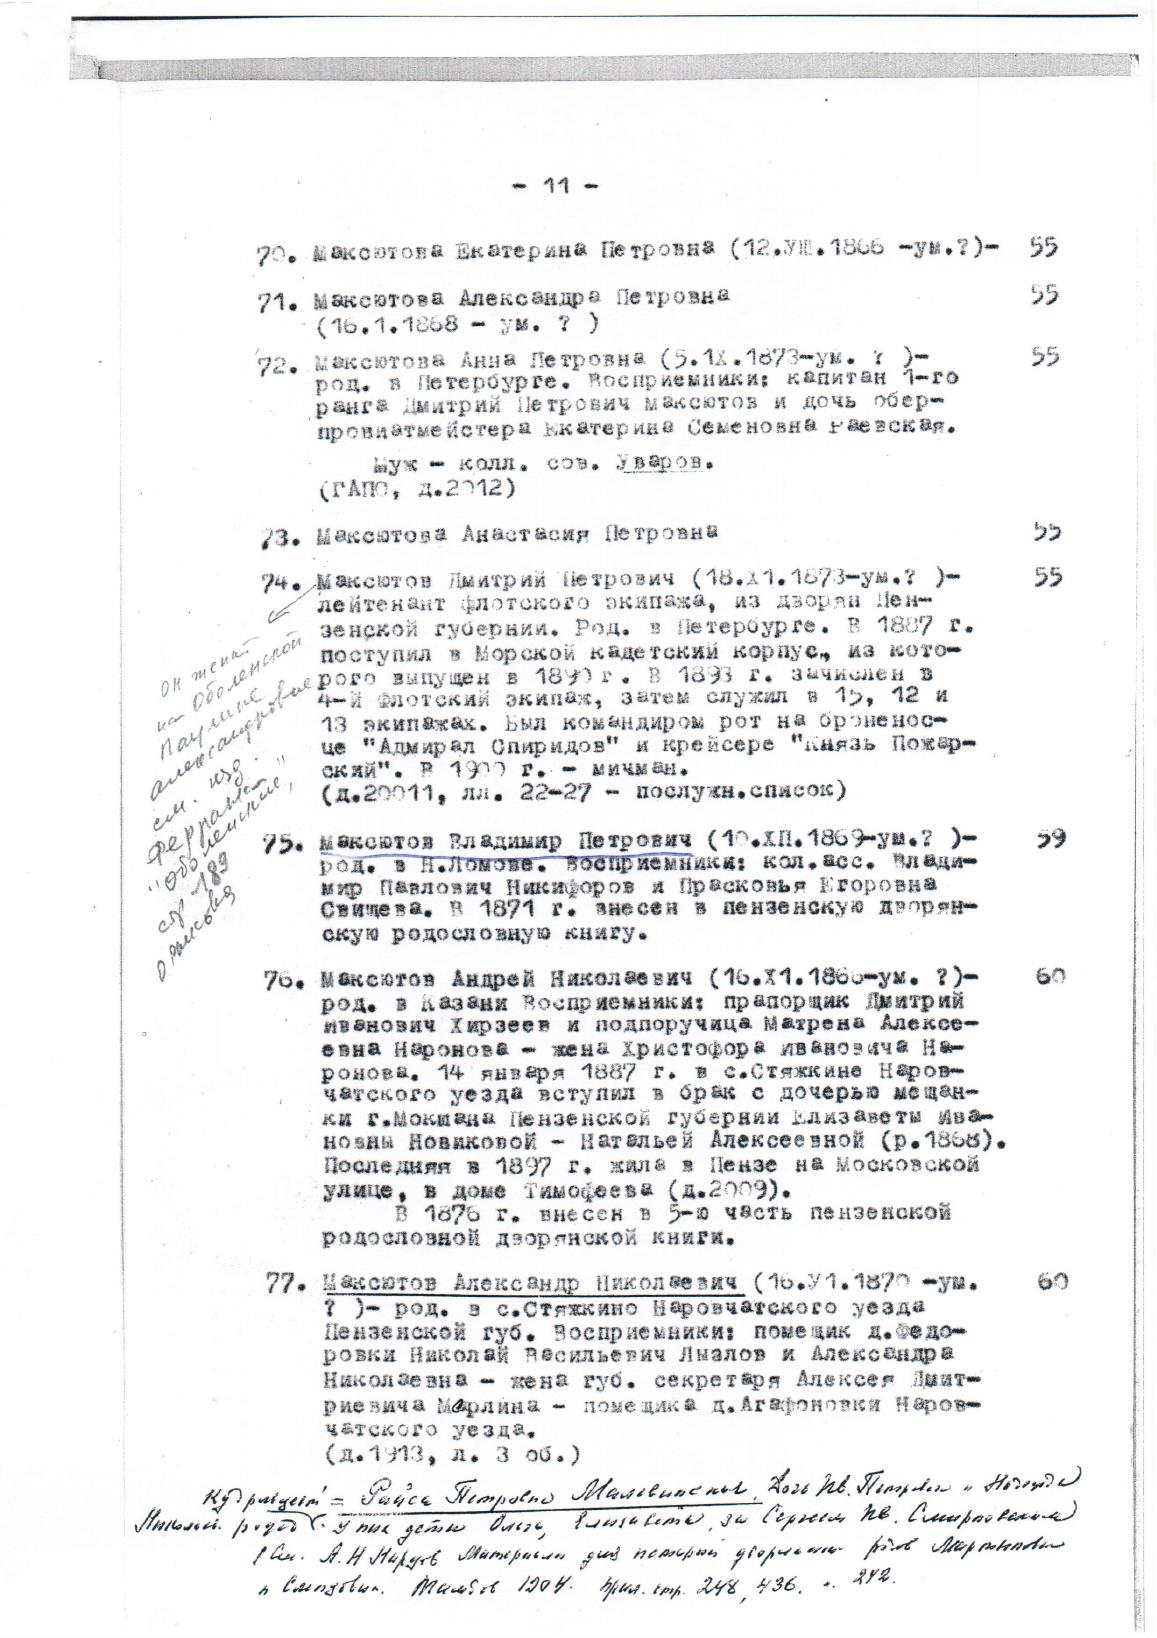 - 11 -
70. Максютова Екатерина Петровна (12.УШ.1866 -ум.?)- 55
71. Максютова Александра Петровна 55
(16.1.1868 - ум. ? )
72. Максютова Анна Петровна (5.1Х.1873-ум. ? )- 55
род. в Петербурге. Восприемники: капитан 1-го
ранга Дмитрий Петрович Максютов и дочь обер-
провиатмейстера Екатерина Семеновна Раевская.
Муж - колл. сов. Уваров.
(ГАПО, д.2012)
73. Максютова Анастасия Петровна 55
74. Максютов Дмитрий Петрович (18.Х1.1873-ум.? )- 55
лейтенант флотского экипажа, из дворян Пен-
зенской губернии. Род. в Петербурге. В 1887 г.
поступил в Морской кадетский корпус, из кото-
рого выпущен в 1890 г. В 1893 г. зачислен в
4-й Флотский экипаж, затем служил в 15, 12 и
13 экипажах. Был командиром рот на броненос-
це "Адмирал Спиридов" и крейсере "Князь Пожар-
ский". В 1900 г. - мичман.
(д.20011, лл. 22-27 - послужн.список)
он женат
на Оболенской
Паулине
Александровне
см. изд.
Ферранд
"Оболенские",
стр 189
75. Максютов Владимир Петрович (10.ХП.1869-ум.? )- 59
род. в Н.Ломове. Восприемники: кол.асс. Влади-
мир Павлович Никифоров и Прасковья Егоровна
Свищева. В 1871 г. внесен в пензенскую дворян-
скую родословную книгу.
76. Максютов Андрей Николаевич (16.Х1.1866-ум. ?)- 60
род. в Казани Восприемники: прапорщик Дмитрий
Иванович Хирзеев и подпоручица Матрена Алексе-
евна Наронова - жена Христофора Ивановича На-
ронова. 14 января 1887 г. в с.Стяжкине Наров-
чатского уезда вступил в брак с дочерью мещан-
ки г.Мокшана Пензенской губернии Елизаветы Ива-
новны Новиковой - Натальей Алексеевной (р.1868).
Последняя в 1897 г. жила в Пензе на Московской
улице, в доме Тимофеева (д.2009).
В 1876 г. внесен в 5-ю часть пензенской
родословной дворянской книги.
77. Максютов Александр Николаевич (16.У1.1870 -ум. 60
? )- род. в с.Стяжкино Наровчатского уезда
Пензенской губ. Восприемники: помещик д.Федо-
ровки Николай Васильевич Лызлов и Александра
Николаевна - жена губ. секретаря Алексея Дмит-
риевича Марлина - помещика д.Агафоновки Наров-
чатского уезда.
(д.1913, л. 3 об.)
= Раиса Петровна Малевинская, дочь Петрович и Надежда
У них дети Ольга, Елизавета, за Сергеем Смирновским
См. А.Н Нарцов Материалы для истории дворянских родов Мартыновых
и Слепцовых. Тамбов 1904. Прил. стр. 248, 436. и 242.